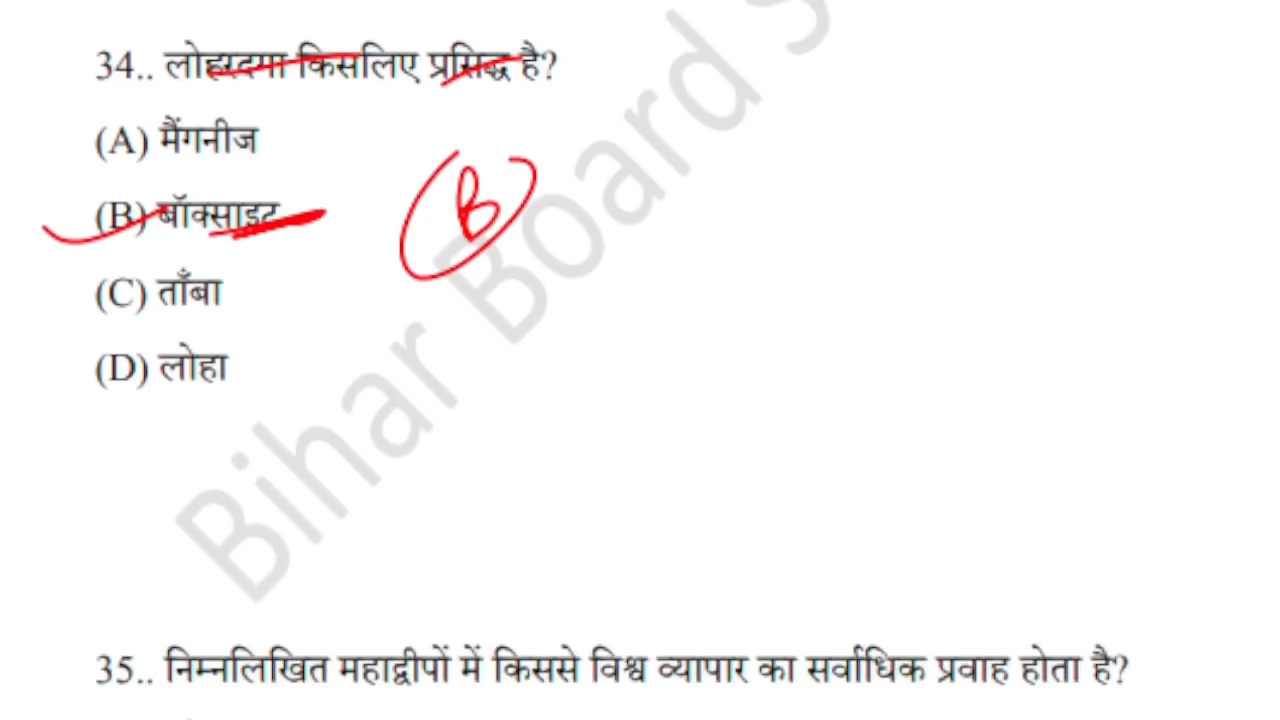 34.. लोहरदगा किसलिए प्रसिद्ध है?
(A) मैंगनीज
(B) बॉक्साइट
B
(C) ताँबा
(D) लोहा
Bihar Board S
35.. निम्नलिखित महाद्वीपों में किससे विश्व व्यापार का सर्वाधिक प्रवाह होता है?